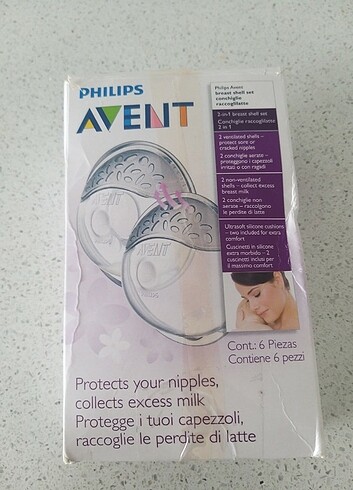 PHILIPS
AVENT
Philips Avent
breast shell set
conchiglie
raccoglilatte
2-in-1 breast shell set
Conchiglie raccoglilatte
2 in 1
2 ventilated shells –
protect sore or
cracked nipples
2 conchiglie aerate –
proteggono i capezzoli
irritati o con ragadi
2 non-ventilated
shells – collect excess
breast milk
2 conchiglie non
aerate – raccolgono
le perdite di latte
Ultrasoft silicone cushions
– two included for extra
comfort
Cuscinetti in silicone
extra morbido – 2
cuscinetti inclusi per
il massimo comfort
AVENT
AVENT
PHILIPS
Cont.: 6 Piezas
Contiene 6 pezzi
Protects your nipples,
collects excess milk
Protegge i tuoi capezzoli,
raccoglie le perdite di latte